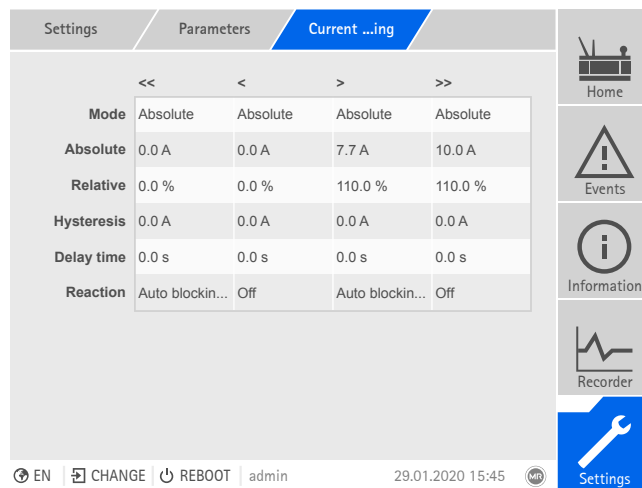 Settings Parameters Current ...ing
<< < > >>
Mode Absolute Absolute Absolute Absolute
Absolute 0.0 A 0.0 A 7.7 A 10.0 A
Relative 0.0 % 0.0 % 110.0 % 110.0 %
Hysteresis 0.0 A 0.0 A 0.0 A 0.0 A
Delay time 0.0 s 0.0 s 0.0 s 0.0 s
Reaction Auto blockin... Off Auto blockin... Off
Home
Events
Information
Recorder
Settings
EN CHANGE REBOOT admin 29.01.2020 15:45 MR